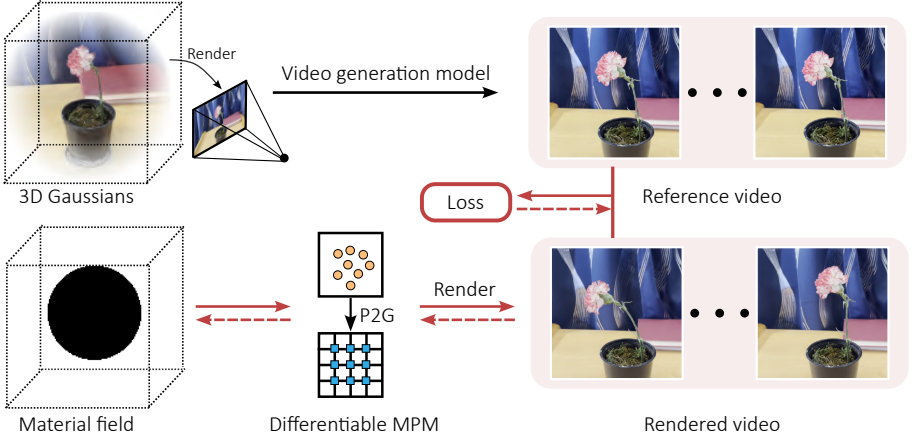 Render
Video generation model
3D Gaussians
Loss
Reference video
Render
P2G
Material field
Differentiable MPM
Rendered video